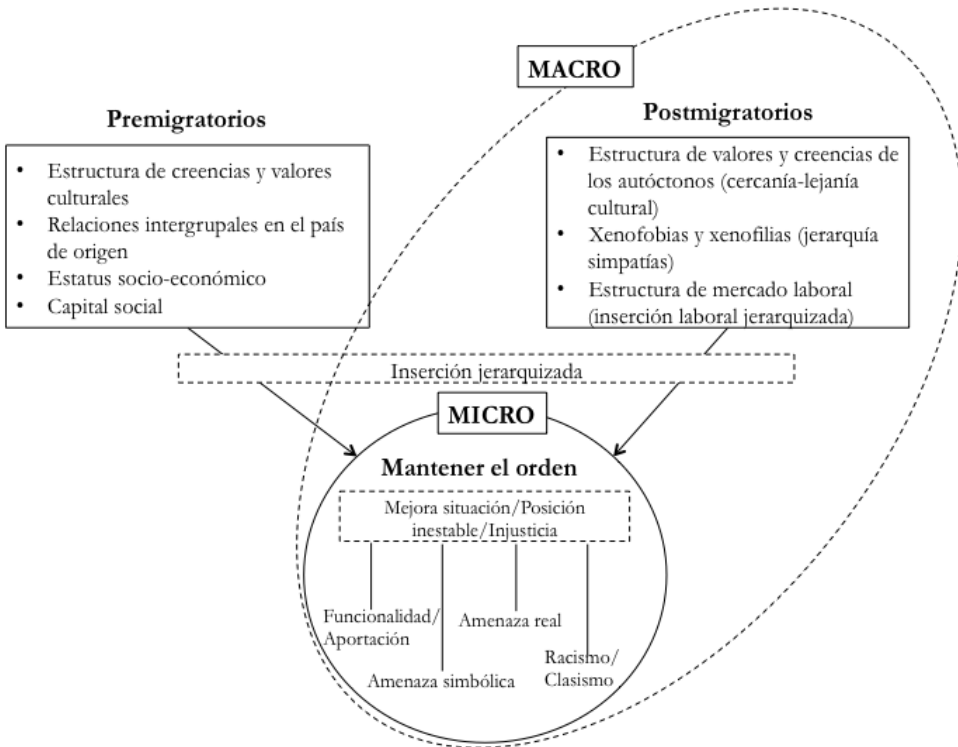 MACRO
Premigratorios
• Estructura de creencias y valores
culturales
• Relaciones intergrupales en el país
de origen
• Estatus socio-económico
• Capital social
Postmigratorios
• Estructura de valores y creencias de
los autóctonos (cercanía-lejanía
cultural)
• Xenofobias y xenofilias (jerarquía
simpatías)
• Estructura de mercado laboral
(inserción laboral jerarquizada)
Inserción jerarquizada
MICRO
Mantener el orden
Mejora situación/Posición
inestable/Injusticia
Funcionalidad/
Aportación
Amenaza simbólica
Amenaza real
Racismo/
Clasismo